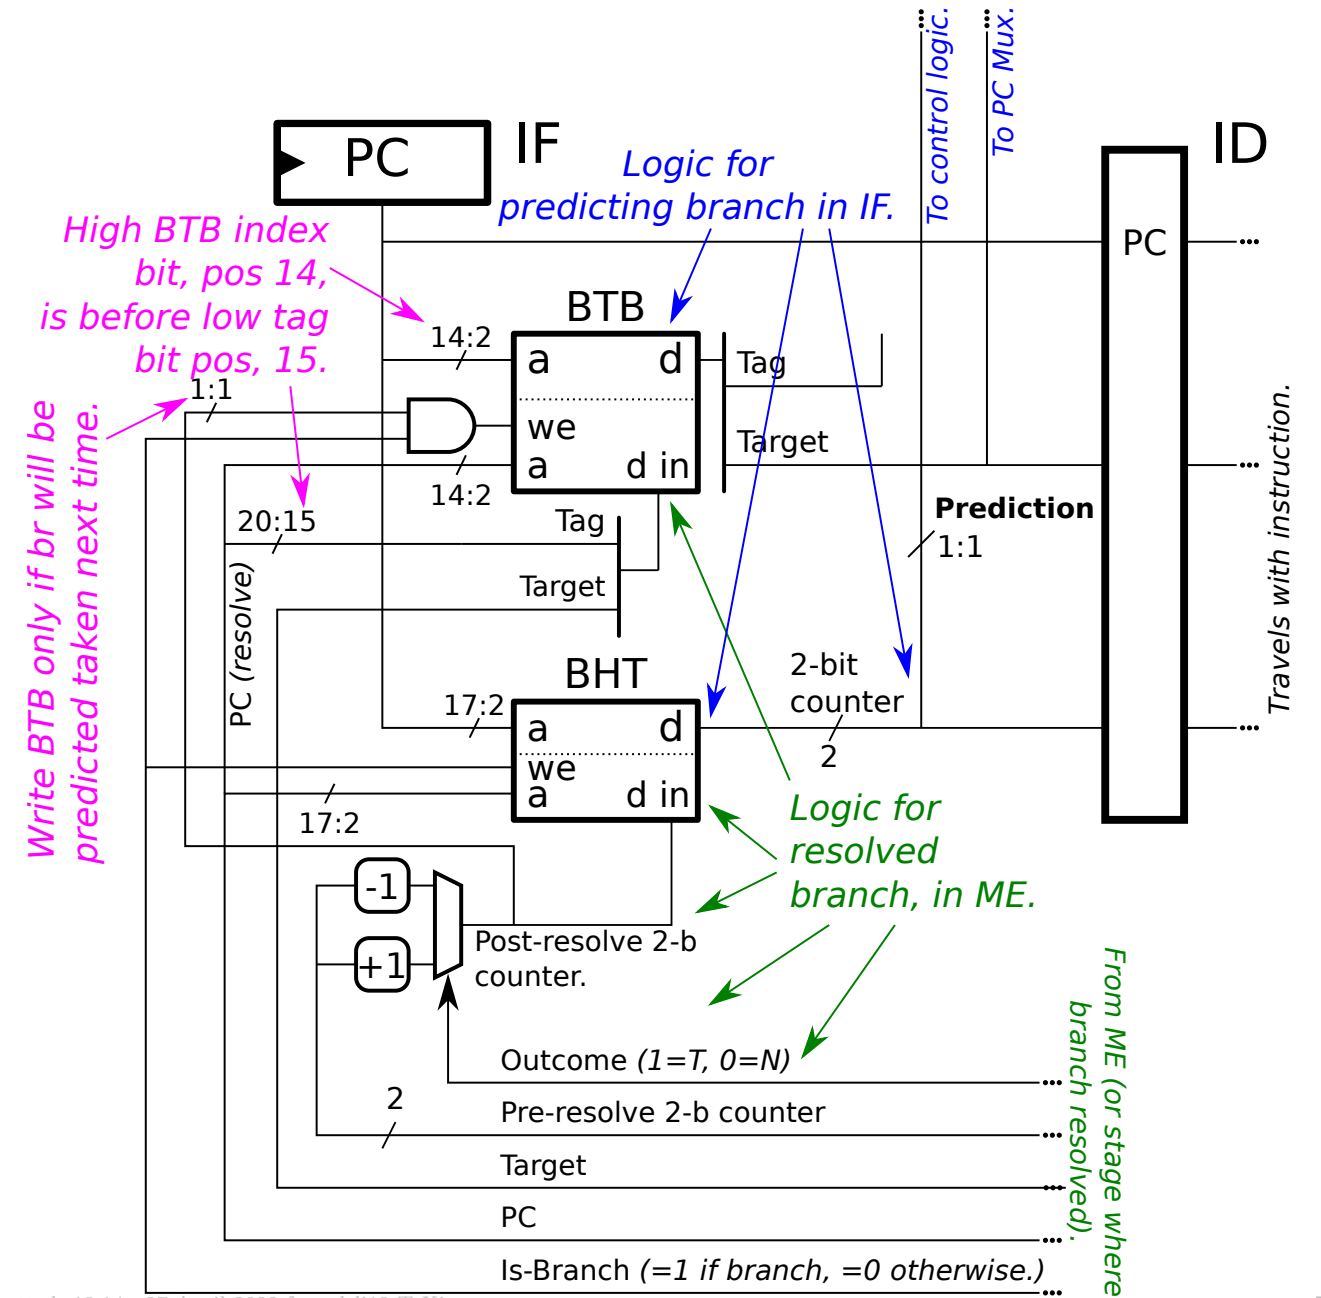 To control logic.
To PC Mux.
PC
IF
ID
Logic for
predicting branch in IF.
High BTB index
bit, pos 14,
is before low tag
bit pos, 15.
PC
BTB
14:2
a
d
Tag
1:1
we
Target
a
d in
14:2
Write BTB only if br will be
predicted taken next time.
20:15
Tag
Target
Prediction
1:1
PC (resolve)
Travels with instruction.
BHT
2-bit
counter
2
17:2
a
d
we
a
d in
17:2
Logic for
resolved
branch, in ME.
-1
+1
Post-resolve 2-b
counter.
From ME (or stage where
branch resolved).
Outcome (1=T, 0=N)
2
Pre-resolve 2-b counter
Target
PC
Is-Branch (=1 if branch, =0 otherwise.)